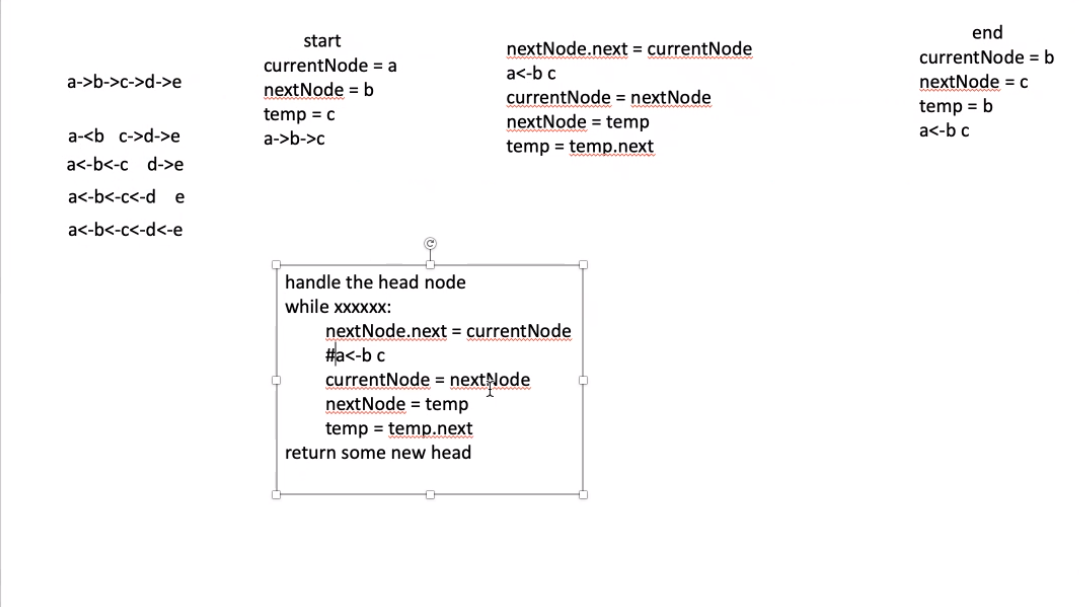 a->b->c->d->e
a-<b c->d->e
a<-b<-c d->e
a<-b<-c<-d e
a<-b<-c<-d<-e
start
currentNode = a
nextNode = b
temp = c
a->b->c
nextNode.next = currentNode
a<-b c
currentNode = nextNode
nextNode = temp
temp = temp.next
end
currentNode = b
nextNode = c
temp = b
a<-b c
handle the head node
while xxxxxx:
nextNode.next = currentNode
#a<-b c
currentNode = nextNode
nextNode = temp
temp = temp.next
return some new head